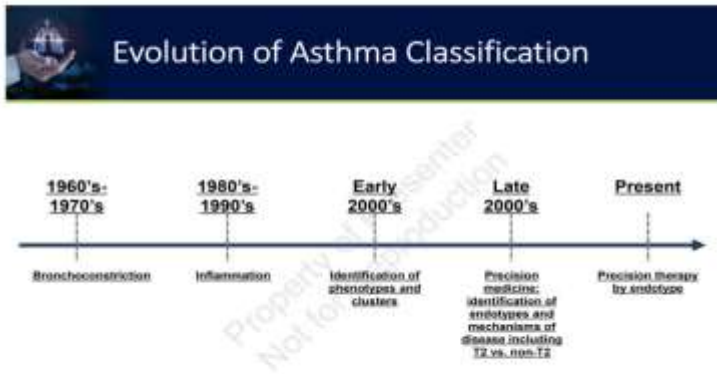 Evolution of Asthma Classification
1960's-
1970's
1980's-
1990's
Early
2000's
Late
2000's
Present
Bronchoconstriction
Inflammation
Identification of
phenotypes and
clusters
Precision
medicine:
identification of
endotypes and
mechanisms of
disease including
T2 vs. non-T2
Precision therapy
by endotype
Property of Presenter
Not for Reproduction